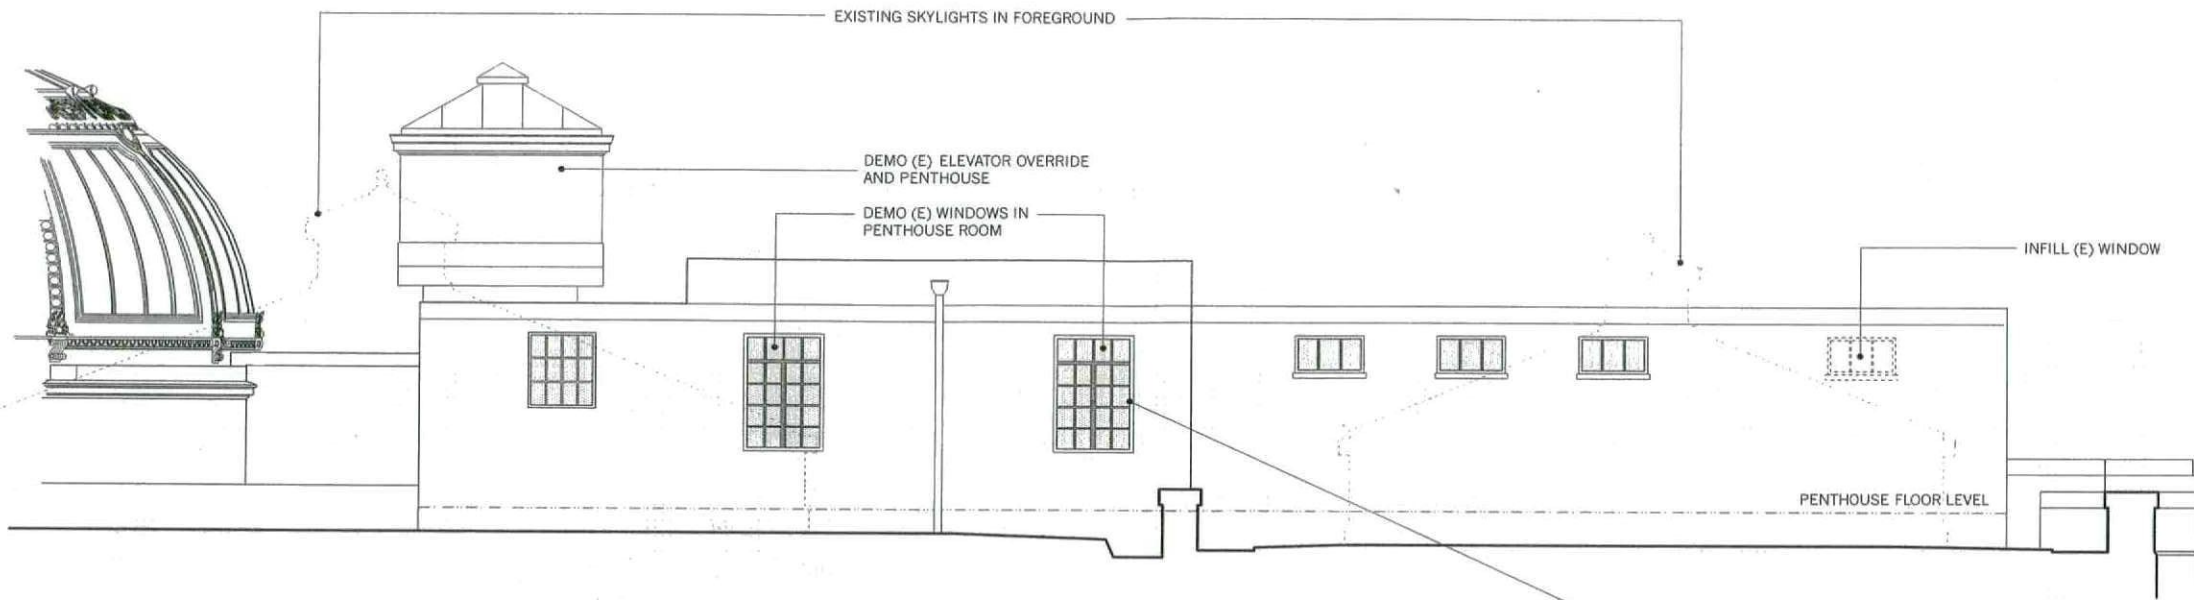 EXISTING SKYLIGHTS IN FOREGROUND
DEMO (E) ELEVATOR OVERRIDE
AND PENTHOUSE
DEMO (E) WINDOWS IN
PENTHOUSE ROOM
INFILL (E) WINDOW
PENTHOUSE FLOOR LEVEL